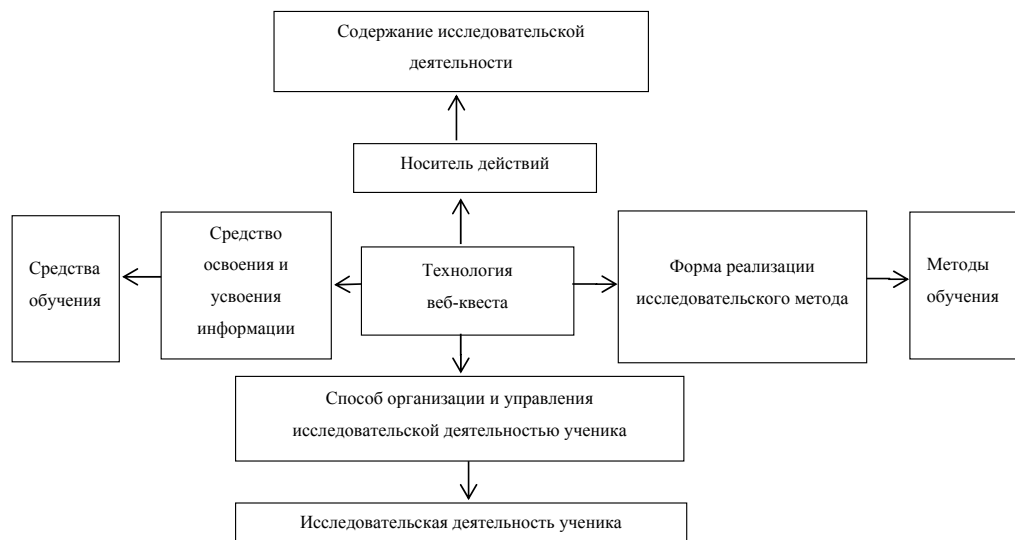 Содержание исследовательской
деятельности
Носитель действий
Средства
обучения
Средство
освоения и
усвоения
информации
Технология
веб-квеста
Форма реализации
исследовательского метода
Методы
обучения
Способ организации и управления
исследовательской деятельностью ученика
Исследовательская деятельность ученика